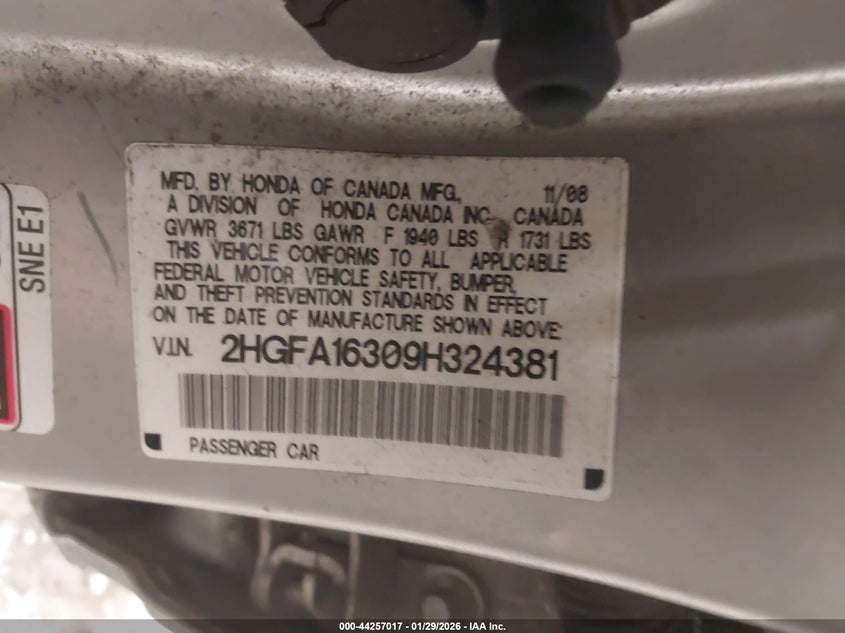 MFD. BY HONDA OF CANADA MFG., 11/08
A DIVISION OF HONDA CANADA INC., CANADA
GVWR 3671 LBS GAWR F 1940 LBS R 1731 LBS
THIS VEHICLE CONFORMS TO ALL APPLICABLE
FEDERAL MOTOR VEHICLE SAFETY, BUMPER,
AND THEFT PREVENTION STANDARDS IN EFFECT
ON THE DATE OF MANUFACTURE SHOWN ABOVE.
V.I.N. 2HGFA16309H324381
PASSENGER CAR
SNE E1
000-44257017 - 01/29/2026 - IAA Inc.